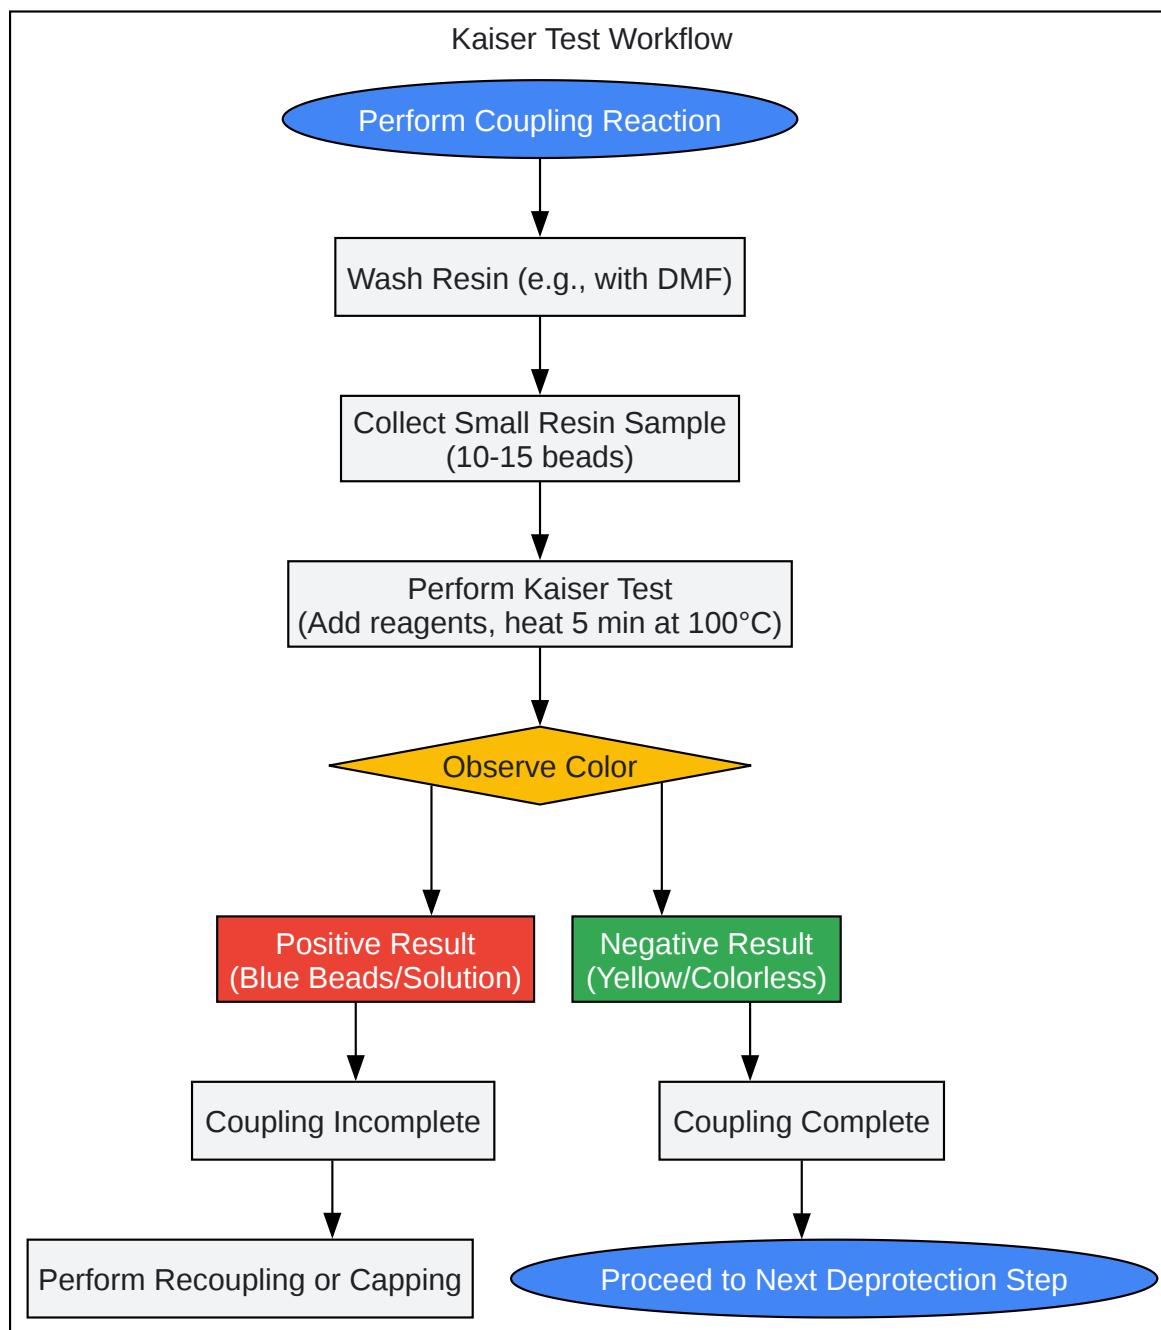 Kaiser Test Workflow
Perform Coupling Reaction
Wash Resin (e.g., with DMF)
Collect Small Resin Sample
(10-15 beads)
Perform Kaiser Test
(Add reagents, heat 5 min at 100°C)
Observe Color
Positive Result
(Blue Beads/Solution)
Negative Result
(Yellow/Colorless)
Coupling Incomplete
Coupling Complete
Perform Recoupling or Capping
Proceed to Next Deprotection Step